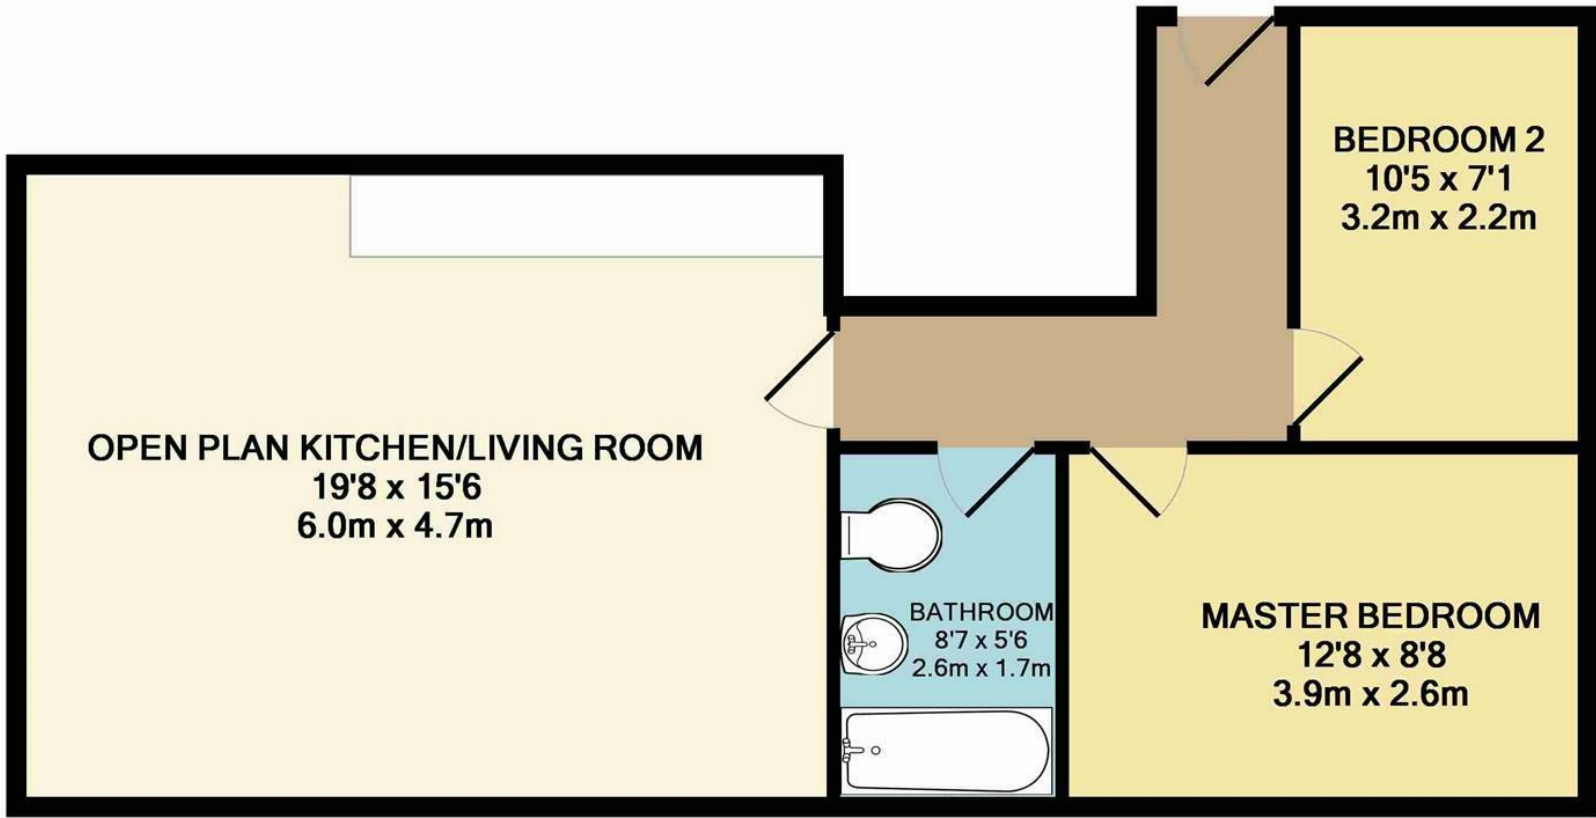 BEDROOM 2
10'5 x 7'1
3.2m x 2.2m
OPEN PLAN KITCHEN/LIVING ROOM
19'8 x 15'6
6.0m x 4.7m
BATHROOM
8'7 x 5'6
2.6m x 1.7m
MASTER BEDROOM
12'8 x 8'8
3.9m x 2.6m